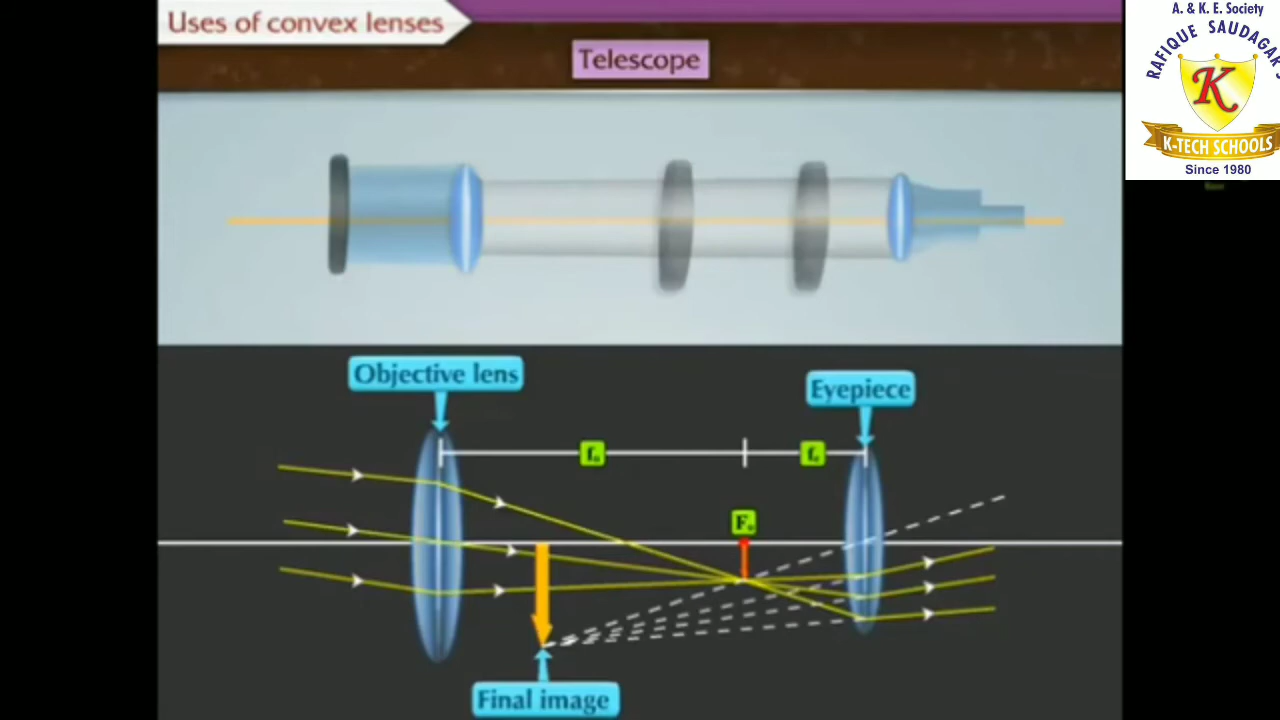 Uses of convex lenses
Telescope
A. & K. E. Society
RAFIQUE SAUDAGAR'S
K
K-TECH SCHOOLS
Since 1980
Objective lens
Eyepiece
Final image